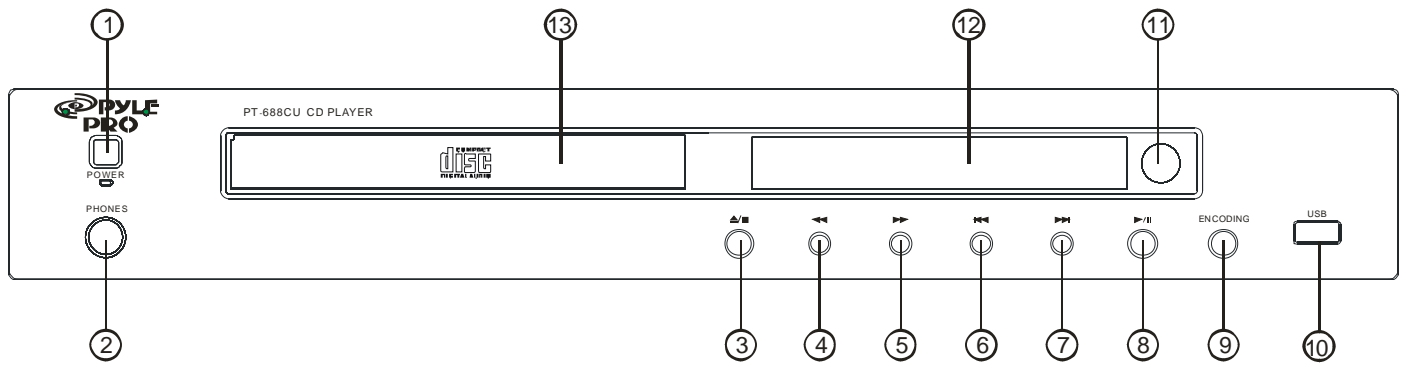 1
13
12
11
PYLE
PRO
PT-688CU CD PLAYER
COMPACT
disc
DIGITAL AUDIO
POWER
PHONES
⏏/■
◀◀
▶▶
|◀◀
▶▶|
▶/II
ENCODING
USB
2
3
4
5
6
7
8
9
10